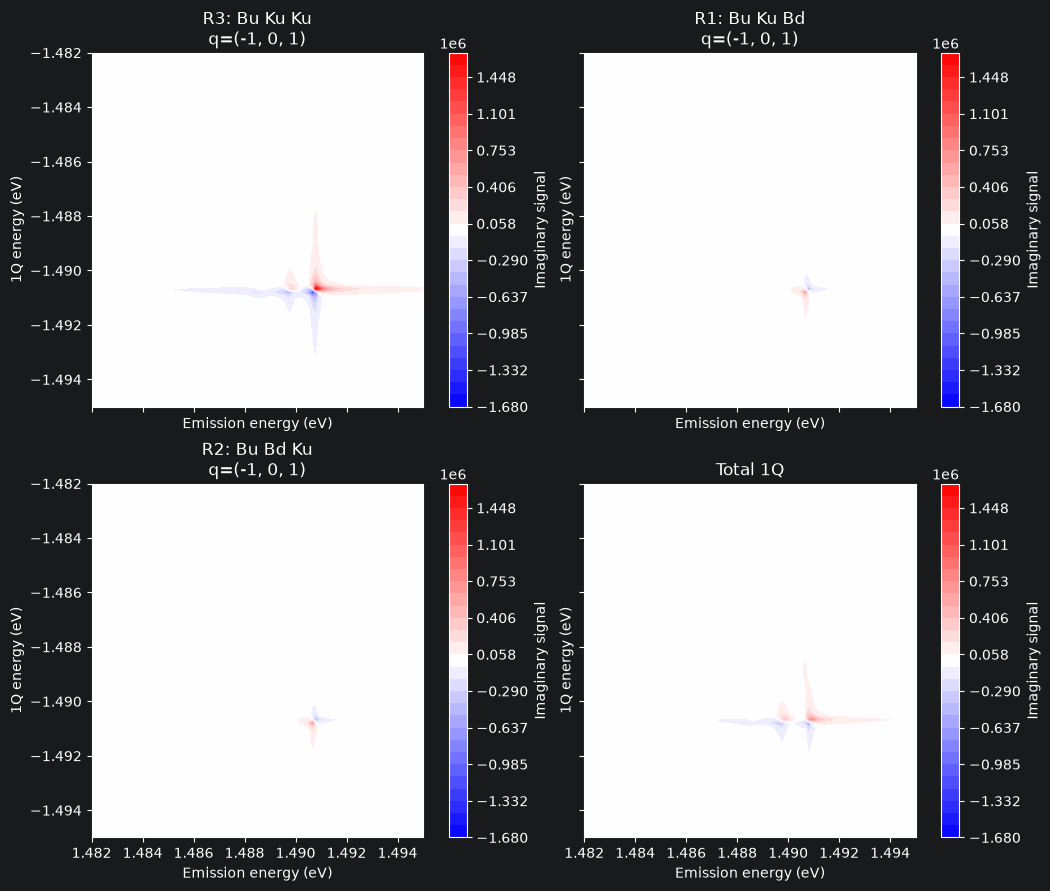 R3: Bu Ku Ku
q=(-1, 0, 1)
1e6
−1.482
−1.484
−1.486
−1.488
−1.490
−1.492
−1.494
1Q energy (eV)
Emission energy (eV)
1.448
1.101
0.753
0.406
0.058
−0.290
−0.637
−0.985
−1.332
−1.680
Imaginary signal
R1: Bu Ku Bd
q=(-1, 0, 1)
1e6
1Q energy (eV)
Emission energy (eV)
1.448
1.101
0.753
0.406
0.058
−0.290
−0.637
−0.985
−1.332
−1.680
Imaginary signal
R2: Bu Bd Ku
q=(-1, 0, 1)
1e6
−1.482
−1.484
−1.486
−1.488
−1.490
−1.492
−1.494
1Q energy (eV)
1.482 1.484 1.486 1.488 1.490 1.492 1.494
Emission energy (eV)
1.448
1.101
0.753
0.406
0.058
−0.290
−0.637
−0.985
−1.332
−1.680
Imaginary signal
Total 1Q
1e6
1Q energy (eV)
1.482 1.484 1.486 1.488 1.490 1.492 1.494
Emission energy (eV)
1.448
1.101
0.753
0.406
0.058
−0.290
−0.637
−0.985
−1.332
−1.680
Imaginary signal